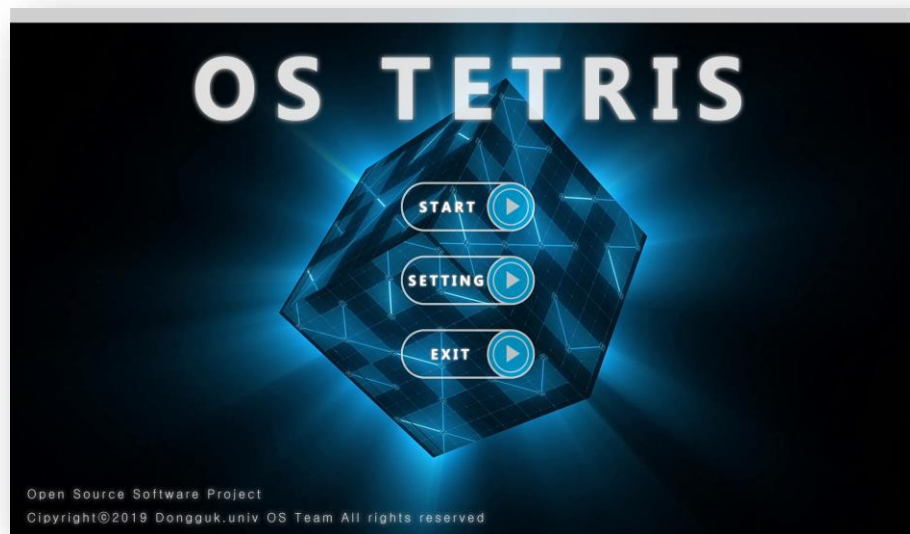 OS TETRIS
START
SETTING
EXIT
Open Source Software Project
Cipyright©2019 Dongguk.univ OS Team All rights reserved